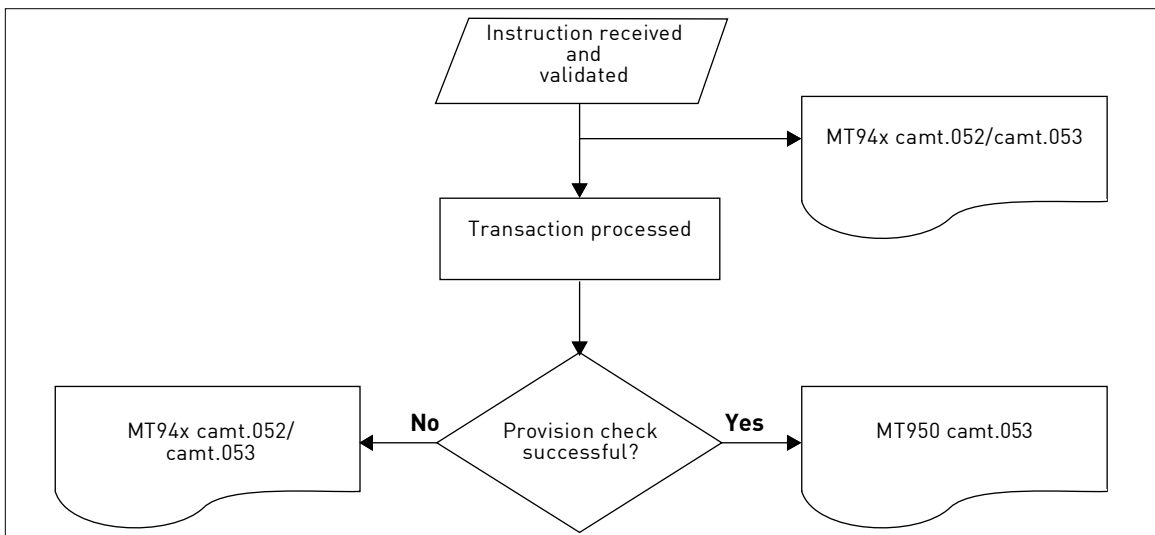 Instruction received
and
validated
MT94x camt.052/camt.053
Transaction processed
No
Yes
MT94x camt.052/
camt.053
Provision check
successful?
MT950 camt.053